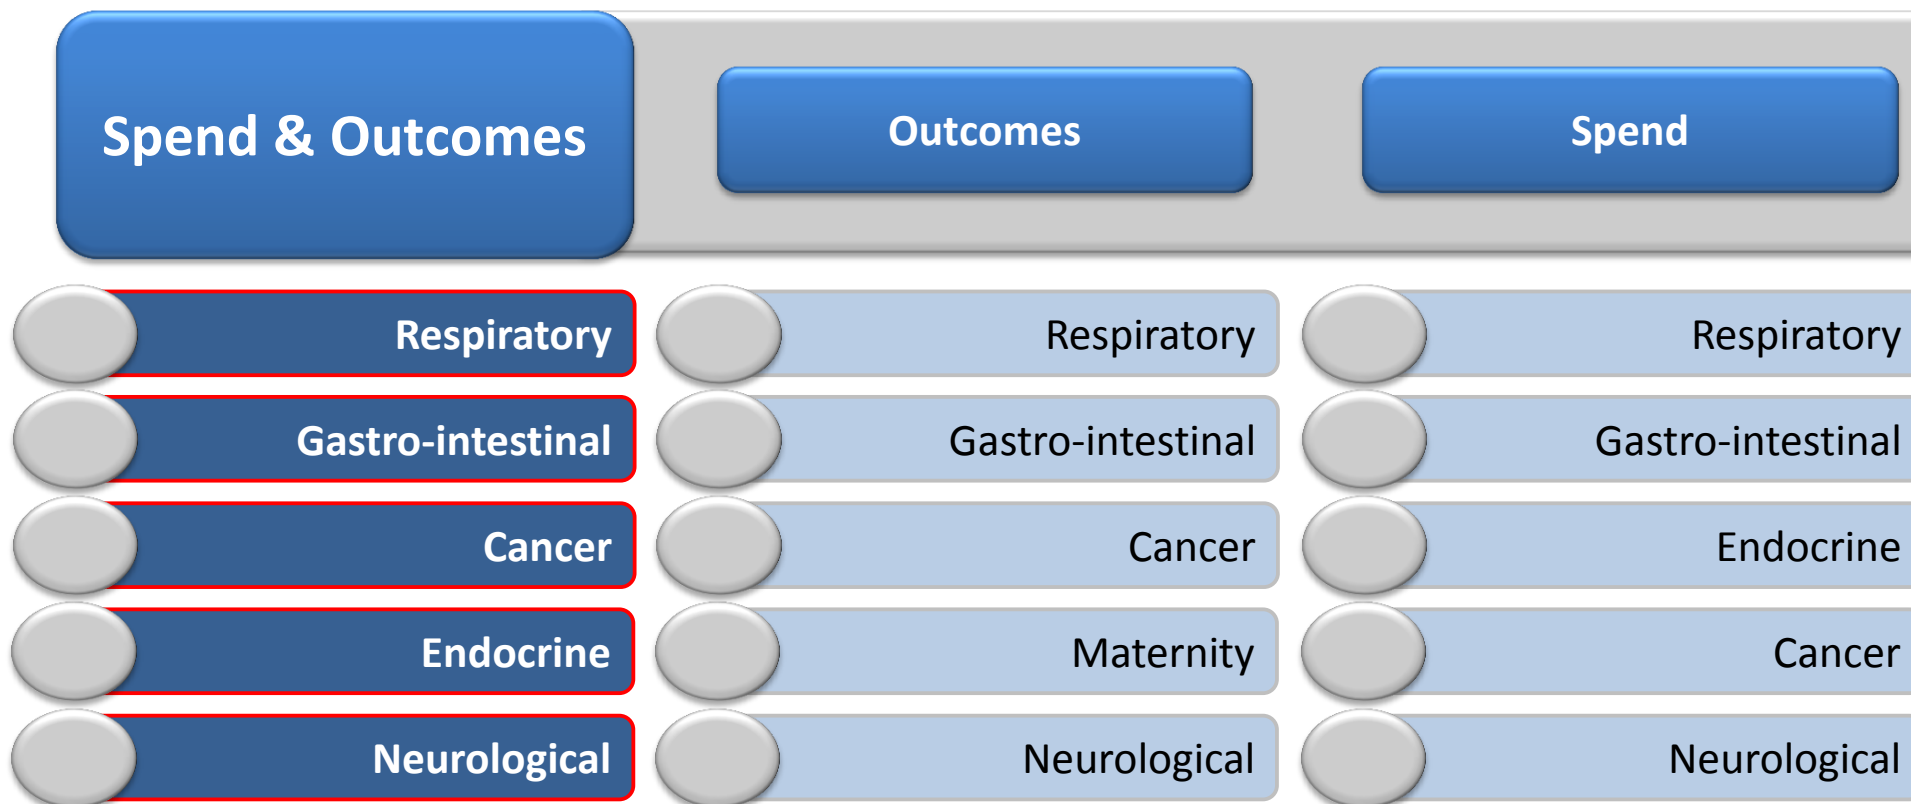 Spend & Outcomes
Outcomes
Spend
Respiratory
Respiratory
Respiratory
Gastro-intestinal
Gastro-intestinal
Gastro-intestinal
Cancer
Cancer
Endocrine
Endocrine
Maternity
Cancer
Neurological
Neurological
Neurological